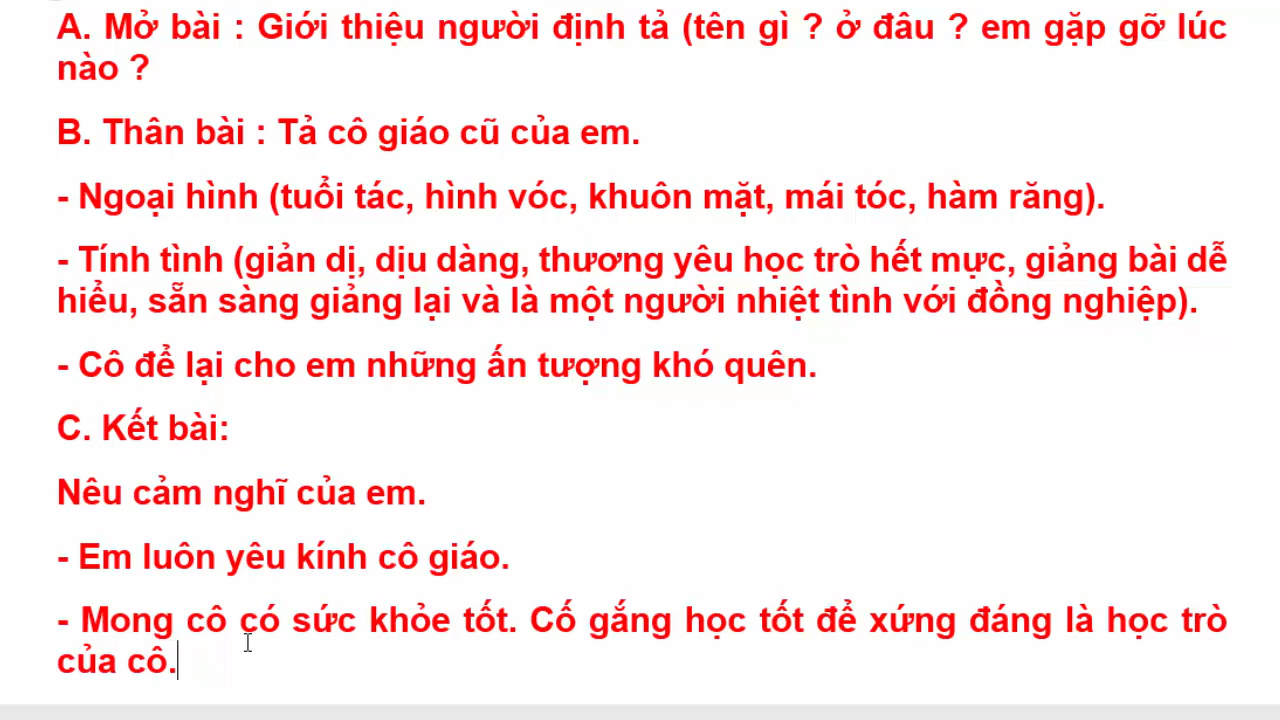 A. Mở bài : Giới thiệu người định tả (tên gì ? ở đâu ? em gặp gỡ lúc
nào ?
B. Thân bài : Tả cô giáo cũ của em.
- Ngoại hình (tuổi tác, hình vóc, khuôn mặt, mái tóc, hàm răng).
- Tính tình (giản dị, dịu dàng, thương yêu học trò hết mực, giảng bài dễ
hiểu, sẵn sàng giảng lại và là một người nhiệt tình với đồng nghiệp).
- Cô để lại cho em những ấn tượng khó quên.
C. Kết bài:
Nêu cảm nghĩ của em.
- Em luôn yêu kính cô giáo.
- Mong cô có sức khỏe tốt. Cố gắng học tốt để xứng đáng là học trò
của cô.